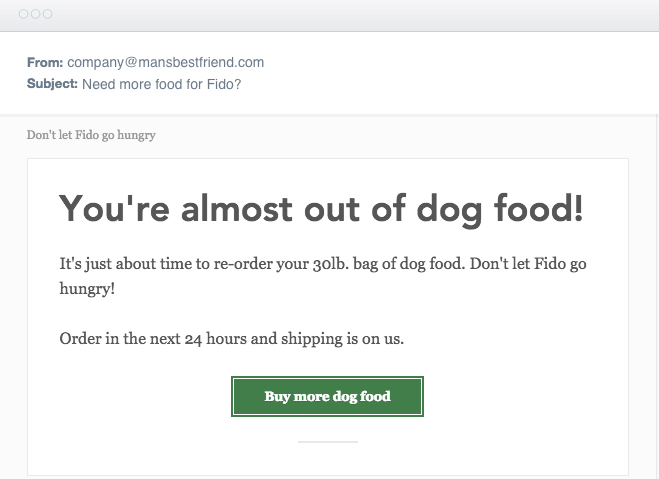 From: company@mansbestfriend.com
Subject: Need more food for Fido?
Don't let Fido go hungry
You're almost out of dog food!
It's just about time to re-order your 30lb. bag of dog food. Don't let Fido go
hungry!
Order in the next 24 hours and shipping is on us.
Buy more dog food